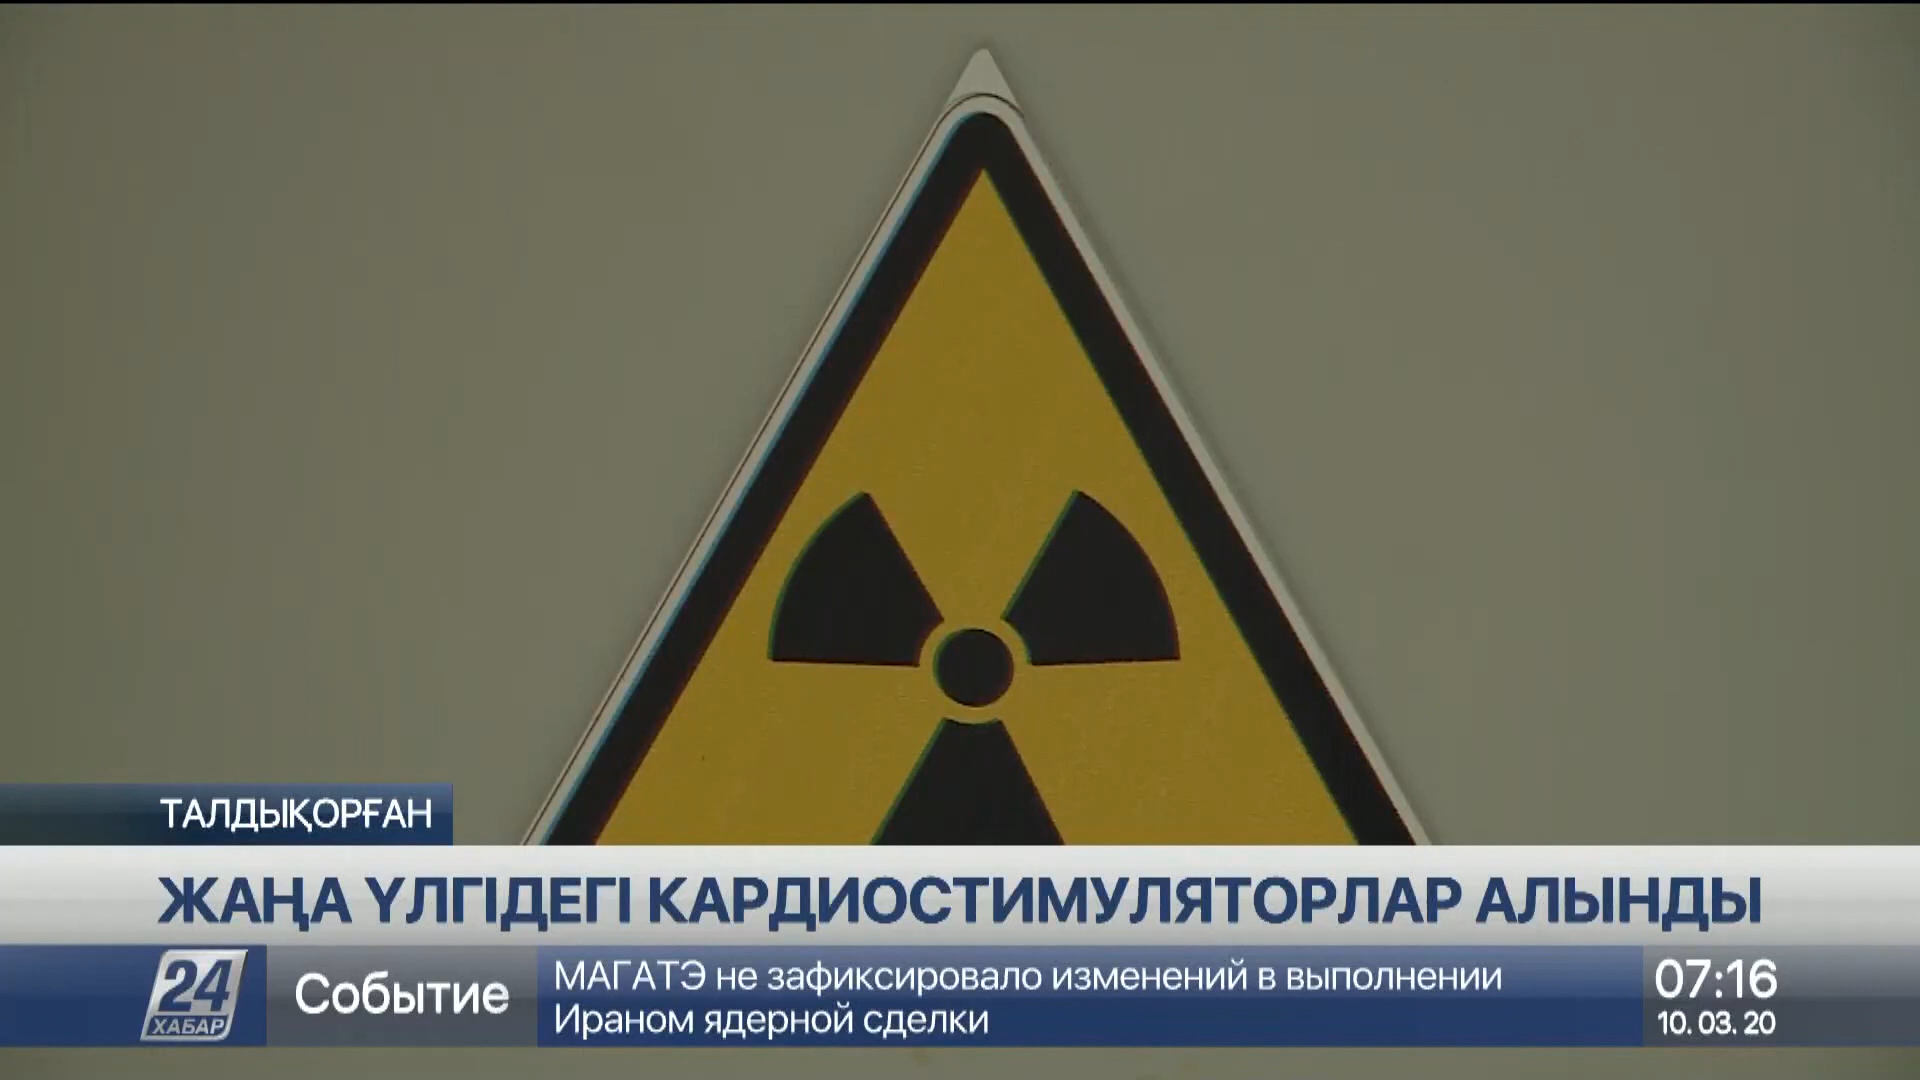 ТАЛДЫҚОРҒАН
ЖАҢА ҮЛГІДЕГІ КАРДИОСТИМУЛЯТОРЛАР АЛЫНДЫ
24
ХАБАР
Событие
МАГАТЭ не зафиксировало изменений в выполнении
Ираном ядерной сделки
07:16
10. 03. 20